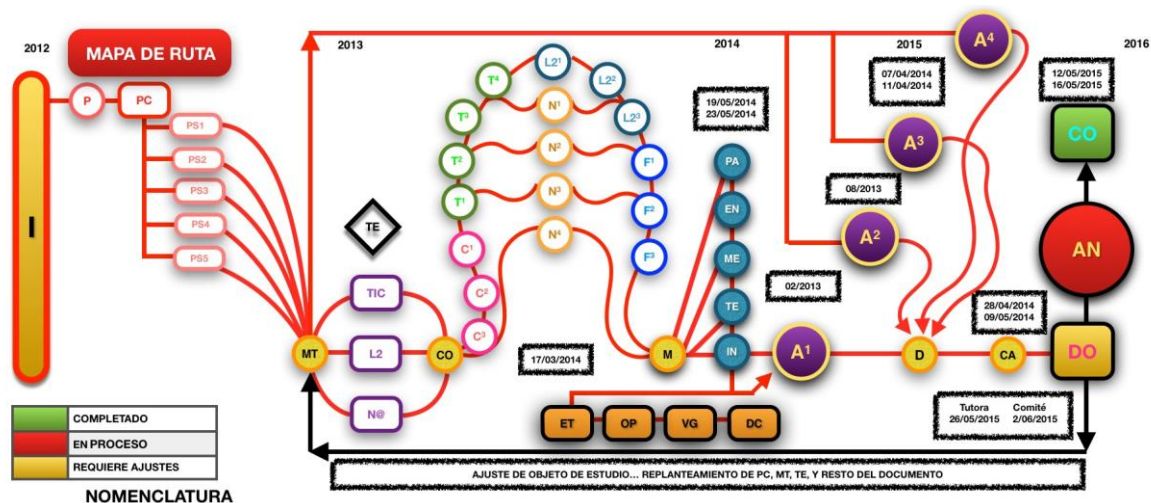 2012
MAPA DE RUTA
2013
2014
2015
2016
I
P
PC
PS1
PS2
PS3
PS4
PS5
TE
MT
TIC
L2
N@
CO
C¹
C²
C³
T¹
T²
T³
T⁴
L2¹
L2²
L2³
N¹
N²
N³
N⁴
F¹
F²
F³
M
17/03/2014
19/05/2014
23/05/2014
PA
EN
ME
TE
IN
ET
OP
VG
DC
02/2013
A¹
08/2013
A²
07/04/2014
11/04/2014
A³
A⁴
D
CA
28/04/2014
09/05/2014
12/05/2015
16/05/2015
CO
AN
DO
Tutora Comité
26/05/2015 2/06/2015
AJUSTE DE OBJETO DE ESTUDIO... REPLANTEAMIENTO DE PC, MT, TE, Y RESTO DEL DOCUMENTO
COMPLETADO
EN PROCESO
REQUIERE AJUSTES
NOMENCLATURA